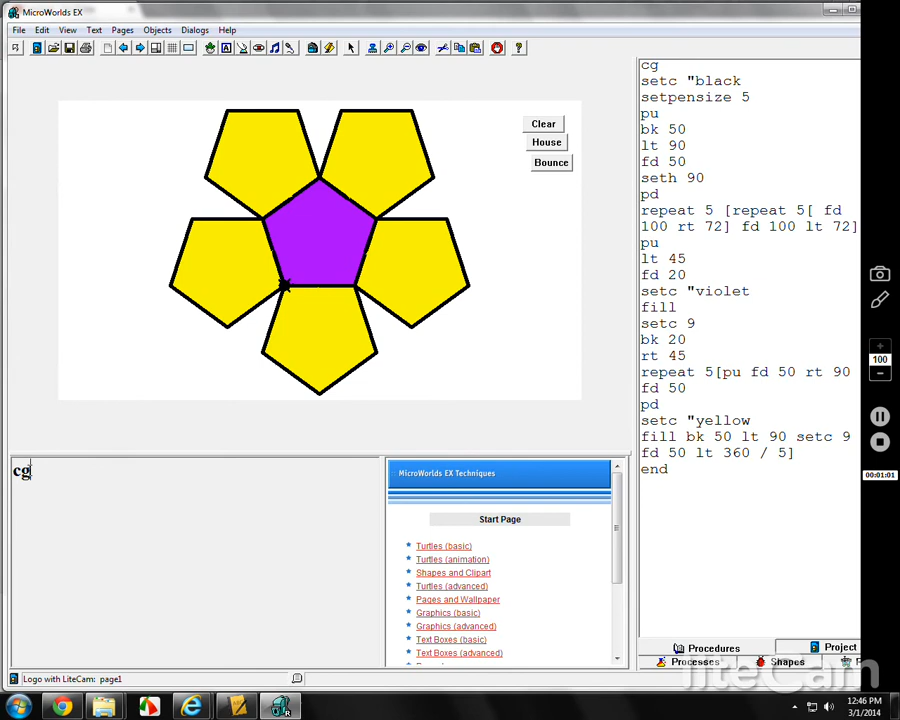 MicroWorlds EX
File Edit View Text Pages Objects Dialogs Help
Clear
House
Bounce
cg
setc "black
setpensize 5
pu
bk 50
lt 90
fd 50
seth 90
pd
repeat 5 [repeat 5[ fd
100 rt 72] fd 100 lt 72]
pu
lt 45
fd 20
setc "violet
fill
setc 9
bk 20
rt 45
repeat 5[pu fd 50 rt 90
fd 50
pd
setc "yellow
fill bk 50 lt 90 setc 9
fd 50 lt 360 / 5]
end
100
00:01:01
cg
MicroWorlds EX Techniques
Start Page
Turtles (basic)
Turtles (animation)
Shapes and Clipart
Turtles (advanced)
Pages and Wallpaper
Graphics (basic)
Graphics (advanced)
Text Boxes (basic)
Text Boxes (advanced)
Procedures Project
Processes Shapes
liteCam
Logo with LiteCam: page1
12:46 PM
3/1/2014